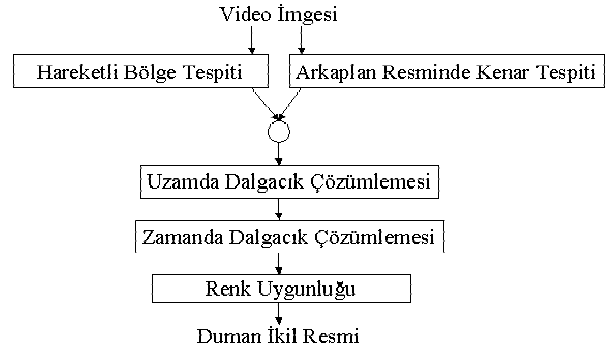 Video İmgesi
Hareketli Bölge Tespiti
Arkaplan Resminde Kenar Tespiti
Uzamda Dalgacık Çözümlemesi
Zamanda Dalgacık Çözümlemesi
Renk Uygunluğu
Duman İkil Resmi